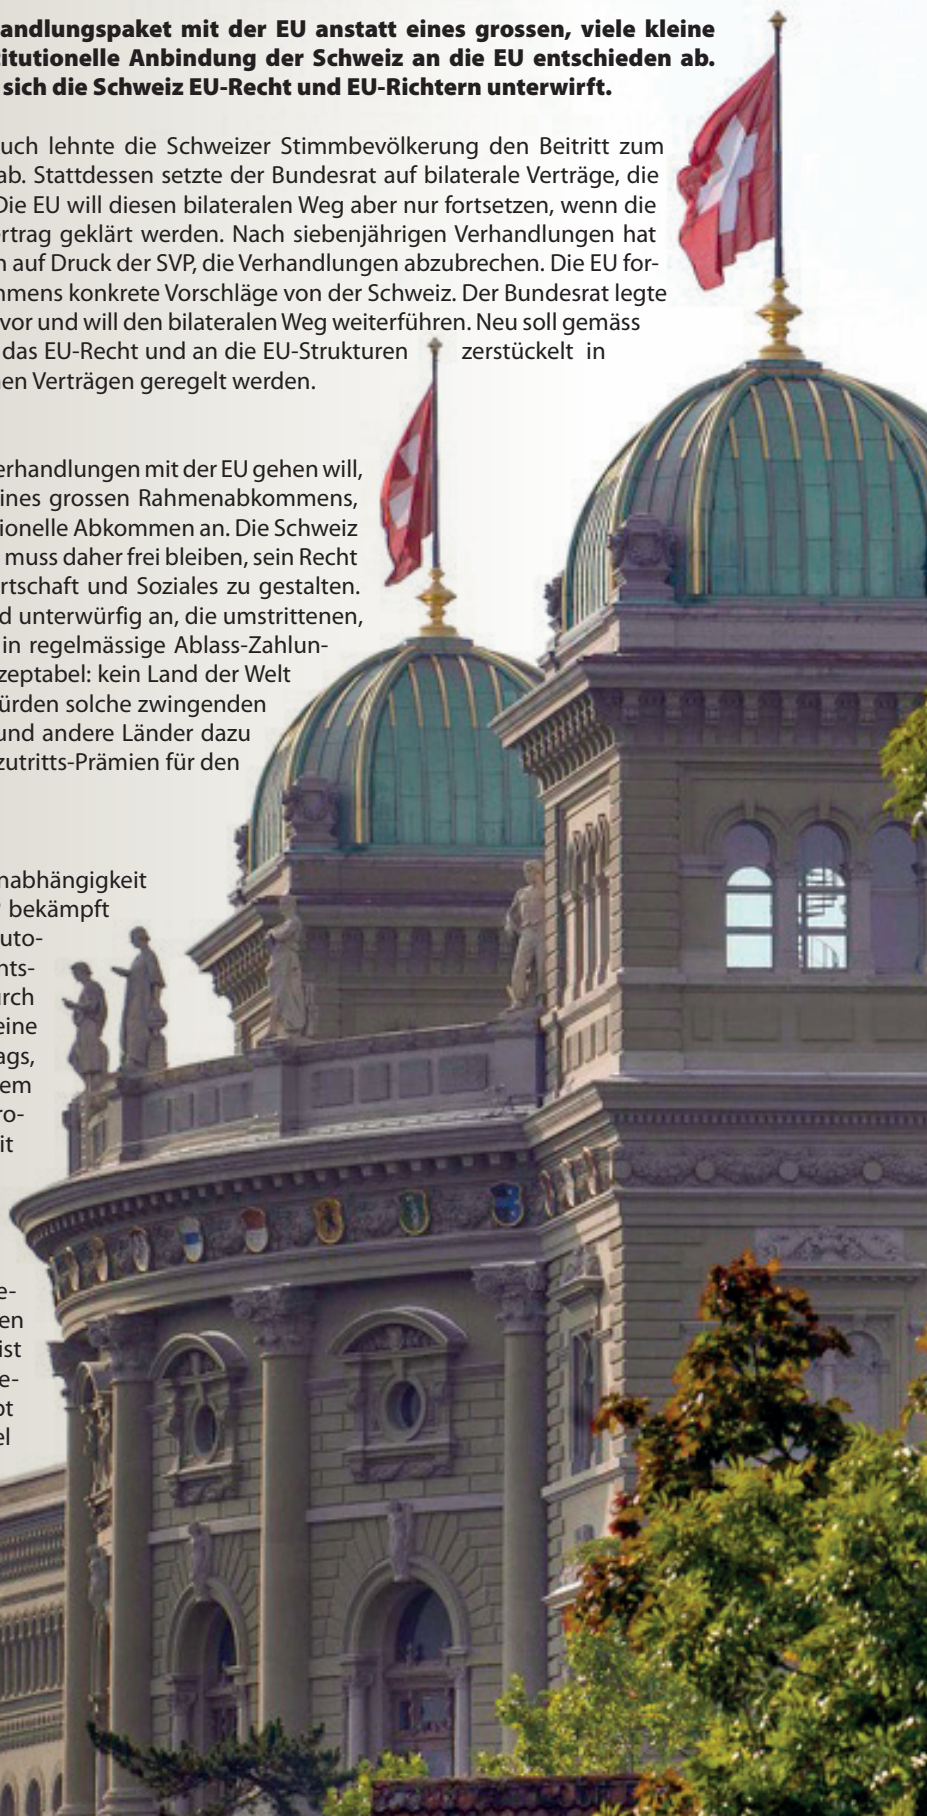 andlungspaket mit der EU anstatt eines grossen, viele kleine
titutionelle Anbindung der Schweiz an die EU entschieden ab.
sich die Schweiz EU-Recht und EU-Richtern unterwirft.
uch lehnte die Schweizer Stimmbevölkerung den Beitritt zum
ab. Stattdessen setzte der Bundesrat auf bilaterale Verträge, die
Die EU will diesen bilateralen Weg aber nur fortsetzen, wenn die
ertrag geklärt werden. Nach siebenjährigen Verhandlungen hat
n auf Druck der SVP, die Verhandlungen abzubrechen. Die EU for-
mmens konkrete Vorschläge von der Schweiz. Der Bundesrat legte
vor und will den bilateralen Weg weiterführen. Neu soll gemäss
das EU-Recht und an die EU-Strukturen zerstückelt in
en Verträgen geregelt werden.
erhandlungen mit der EU gehen will,
ines grossen Rahmenabkommens,
ionelle Abkommen an. Die Schweiz
muss daher frei bleiben, sein Recht
rtschaft und Soziales zu gestalten.
d unterwürfig an, die umstrittenen,
in regelmässige Ablass-Zahlun-
zeptabel: kein Land der Welt
ürden solche zwingenden
und andere Länder dazu
zutritts-Prämien für den
nabhängigkeit
bekämpft
uto-
hts-
urch
eine
ags,
em
ro-
it
e-
en
ist
e-
ot
el